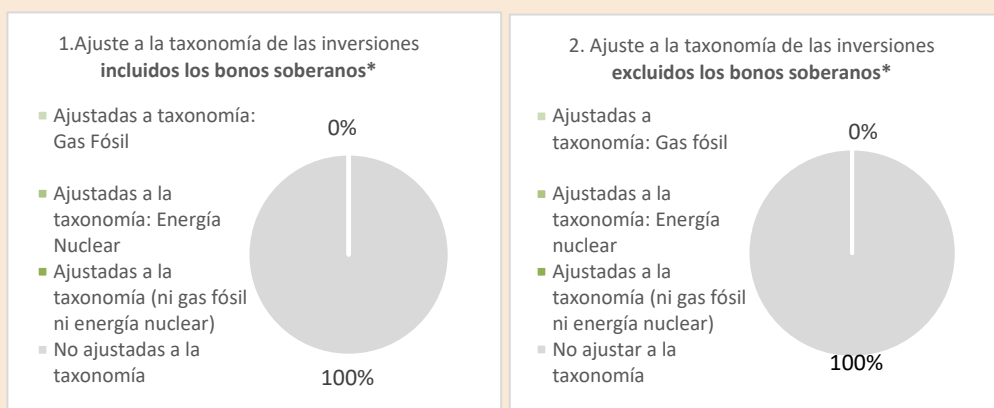 1.Ajuste a la taxonomía de las inversiones
incluidos los bonos soberanos*
Ajustadas a taxonomía:
Gas Fósil
Ajustadas a la
taxonomía: Energía
Nuclear
Ajustadas a la
taxonomía (ni gas fósil
ni energía nuclear)
No ajustadas a la
taxonomía
0%
100%
2. Ajuste a la taxonomía de las inversiones
excluidos los bonos soberanos*
Ajustadas a
taxonomía: Gas fósil
Ajustadas a la
taxonomía: Energía
nuclear
Ajustadas a la
taxonomía (ni gas fósil
ni energía nuclear)
No ajustar a la
taxonomía
0%
100%